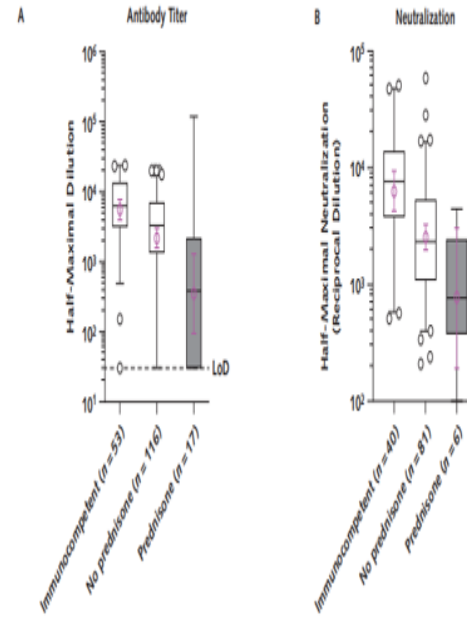 A
Antibody Titer
Half-Maximal Dilution
10⁶
10⁵
10⁴
10³
10²
10¹
LoD
Immunocompetent (n = 53)
No prednisone (n = 116)
Prednisone (n = 17)
B
Neutralization
Half-Maximal Neutralization
(Reciprocal Dilution)
10⁵
10⁴
10³
10²
Immunocompetent (n = 40)
No prednisone (n = 81)
Prednisone (n = 6)